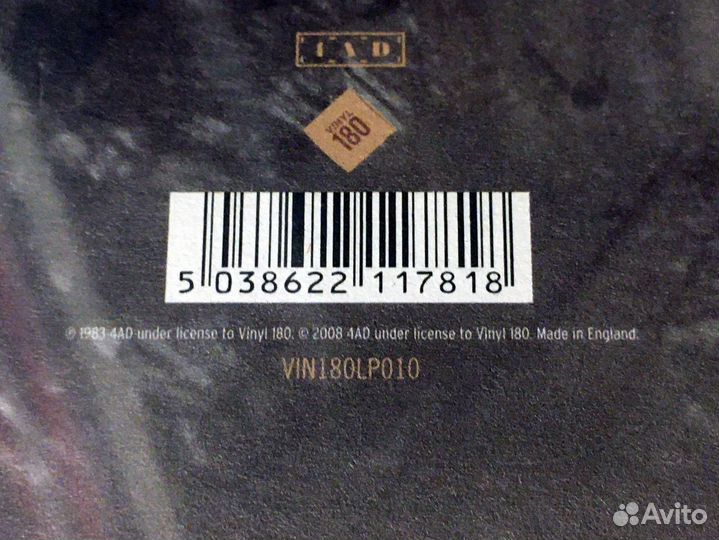 4AD
VINYL
180
5 038622 117818
℗ 1983 4AD under license to Vinyl 180. © 2008 4AD under license to Vinyl 180. Made in England.
VIN180LP010
Avito